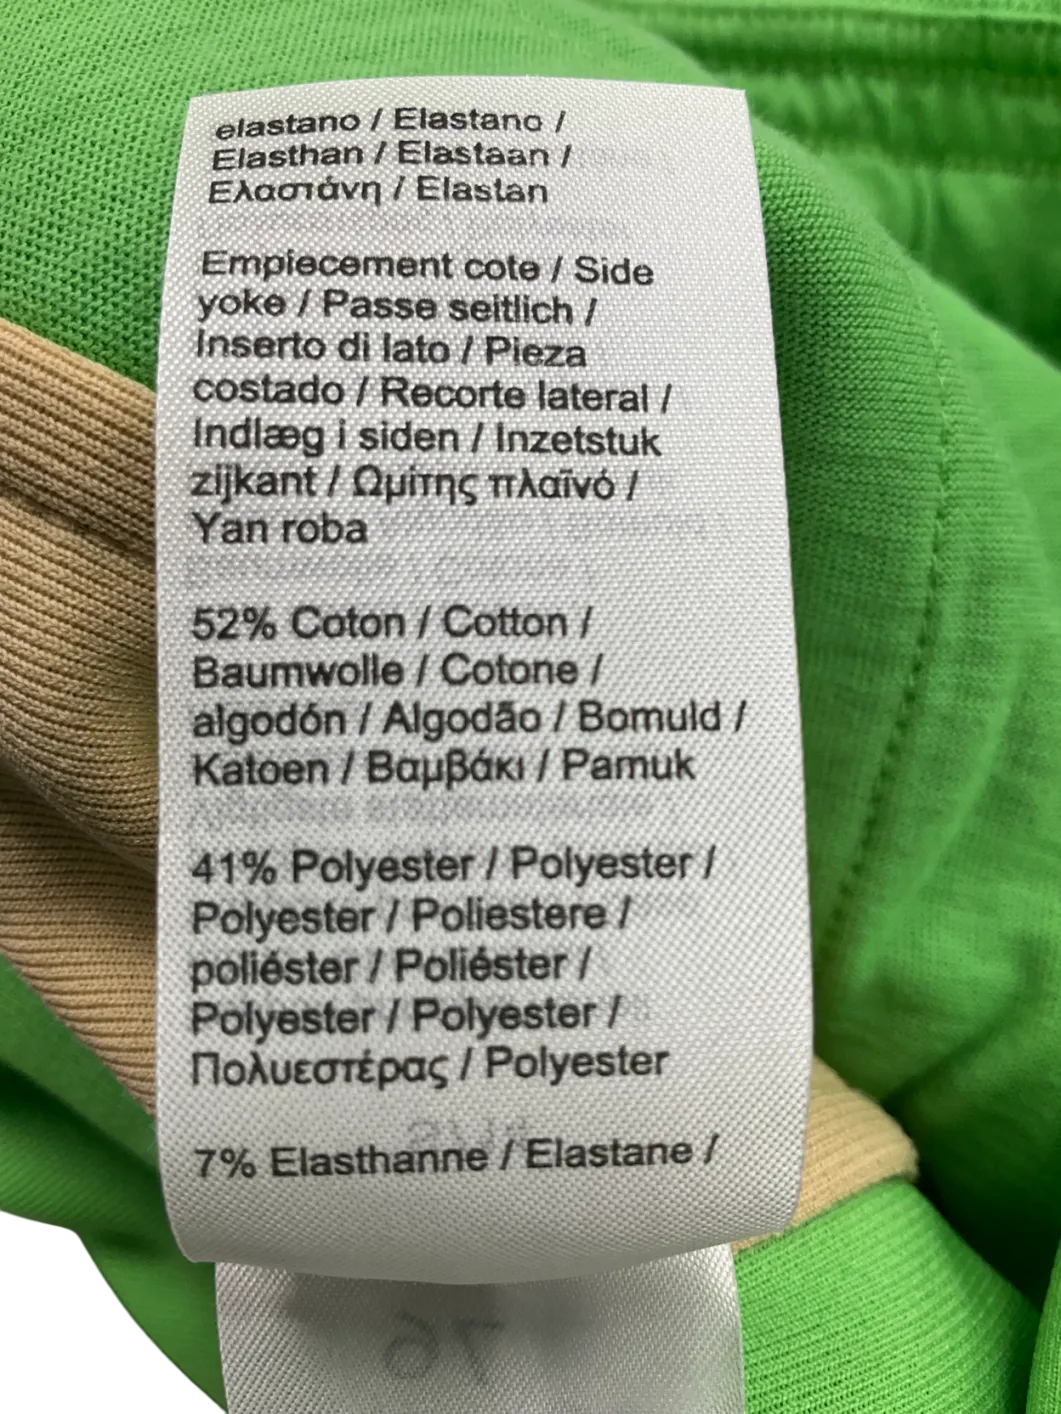 elastano / Elastano /
Elasthan / Elastaan /
Ελαστάνη / Elastan
Empiecement cote / Side
yoke / Passe seitlich /
Inserto di lato / Pieza
costado / Recorte lateral /
Indlæg i siden / Inzetstuk
zijkant / Ωμίτης πλαϊνό /
Yan roba
52% Coton / Cotton /
Baumwolle / Cotone /
algodón / Algodão / Bomuld /
Katoen / Βαμβάκι / Pamuk
41% Polyester / Polyester /
Polyester / Poliestere /
poliéster / Poliéster /
Polyester / Polyester /
Πολυεστέρας / Polyester
7% Elasthanne / Elastane /